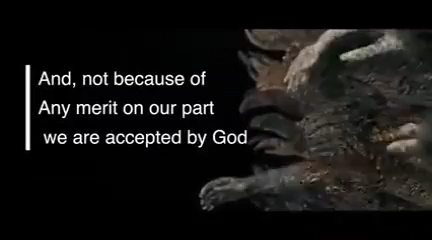 And, not because of
Any merit on our part
we are accepted by God